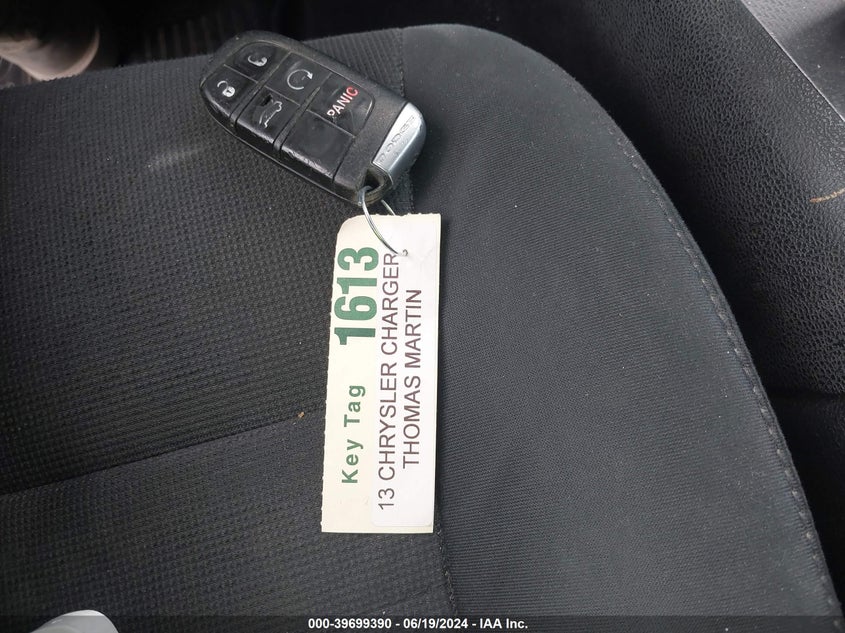 PANIC
DODGE
Key Tag 1613
13 CHRYSLER CHARGER
THOMAS MARTIN
000-39699390 - 06/19/2024 - IAA Inc.